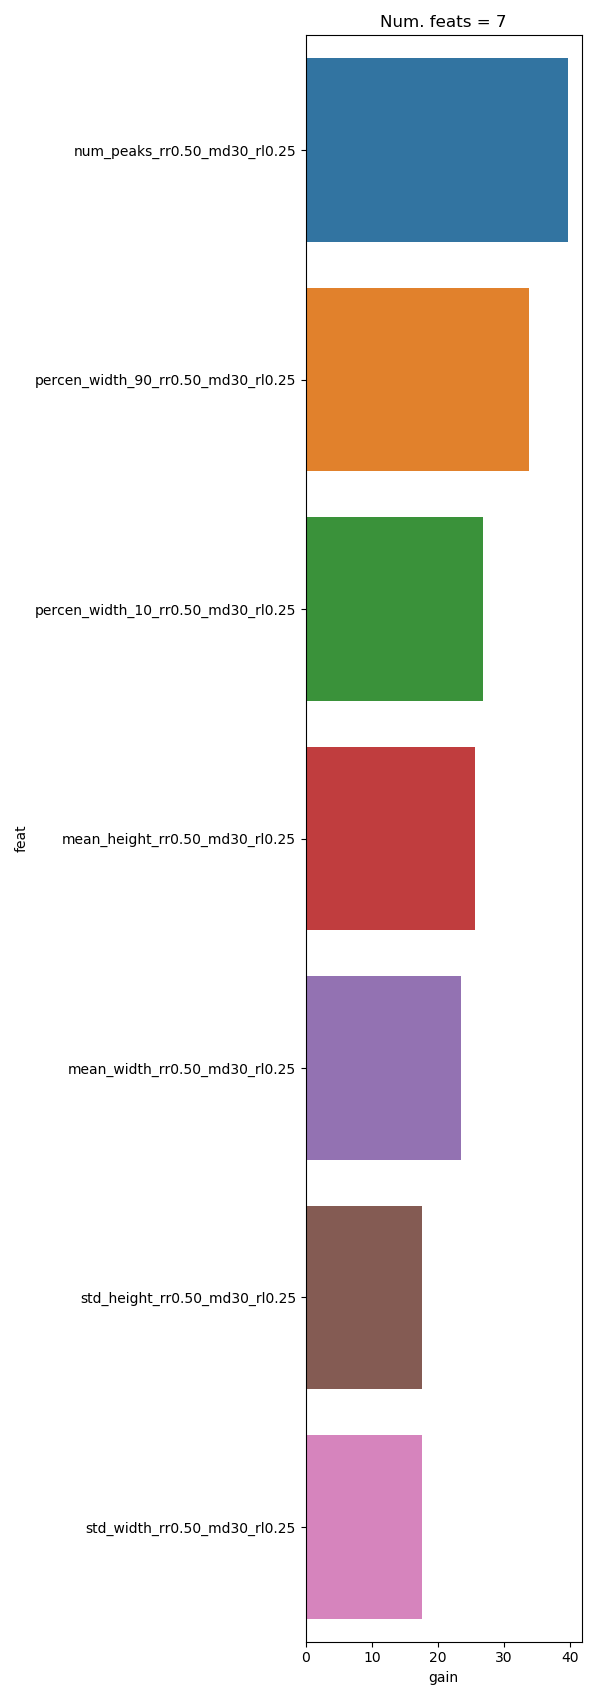 Num. feats = 7
num_peaks_rr0.50_md30_rl0.25
percen_width_90_rr0.50_md30_rl0.25
percen_width_10_rr0.50_md30_rl0.25
mean_height_rr0.50_md30_rl0.25
feat
mean_width_rr0.50_md30_rl0.25
std_height_rr0.50_md30_rl0.25
std_width_rr0.50_md30_rl0.25
0 10 20 30 40
gain